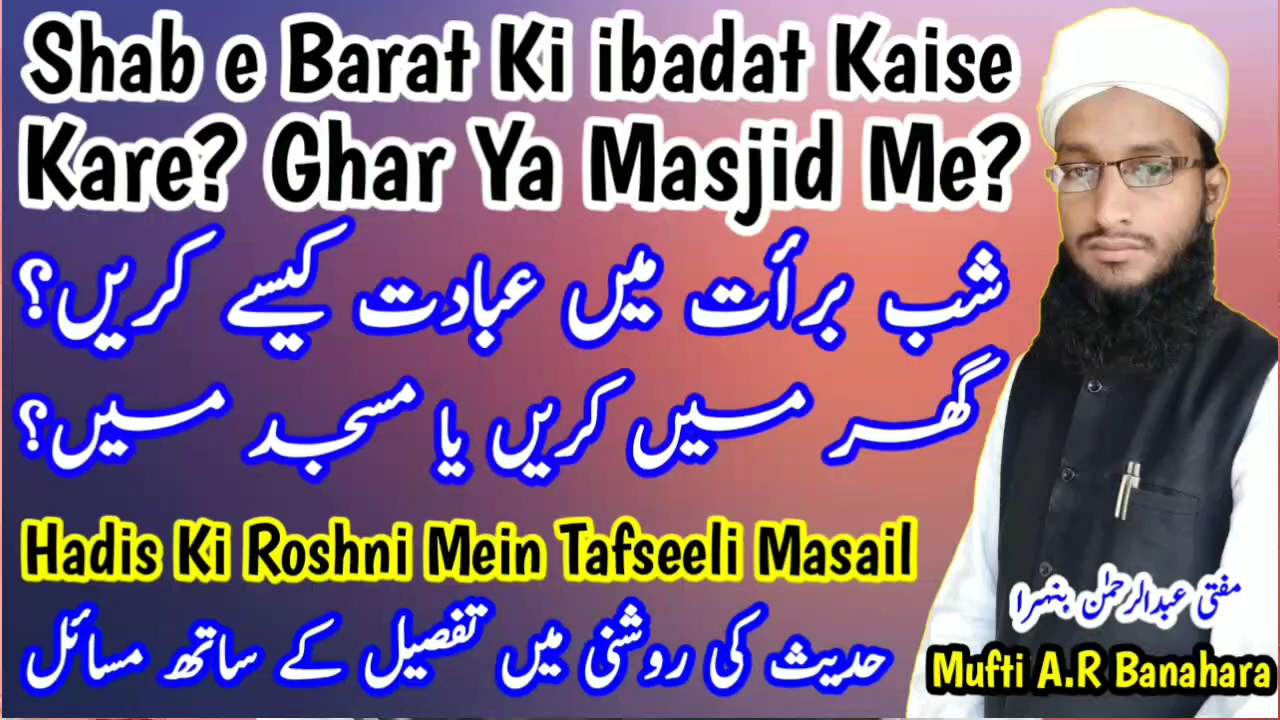 Shab e Barat Ki ibadat Kaise
Kare? Ghar Ya Masjid Me?
شب برأت میں عبادت کیسے کریں؟
گھر میں کریں یا مسجد میں؟
Hadis Ki Roshni Mein Tafseeli Masail
حدیث کی روشنی میں تفصیل کے ساتھ مسائل
مفتی عبدالرحمٰن بنہرا
Mufti A.R Banahara